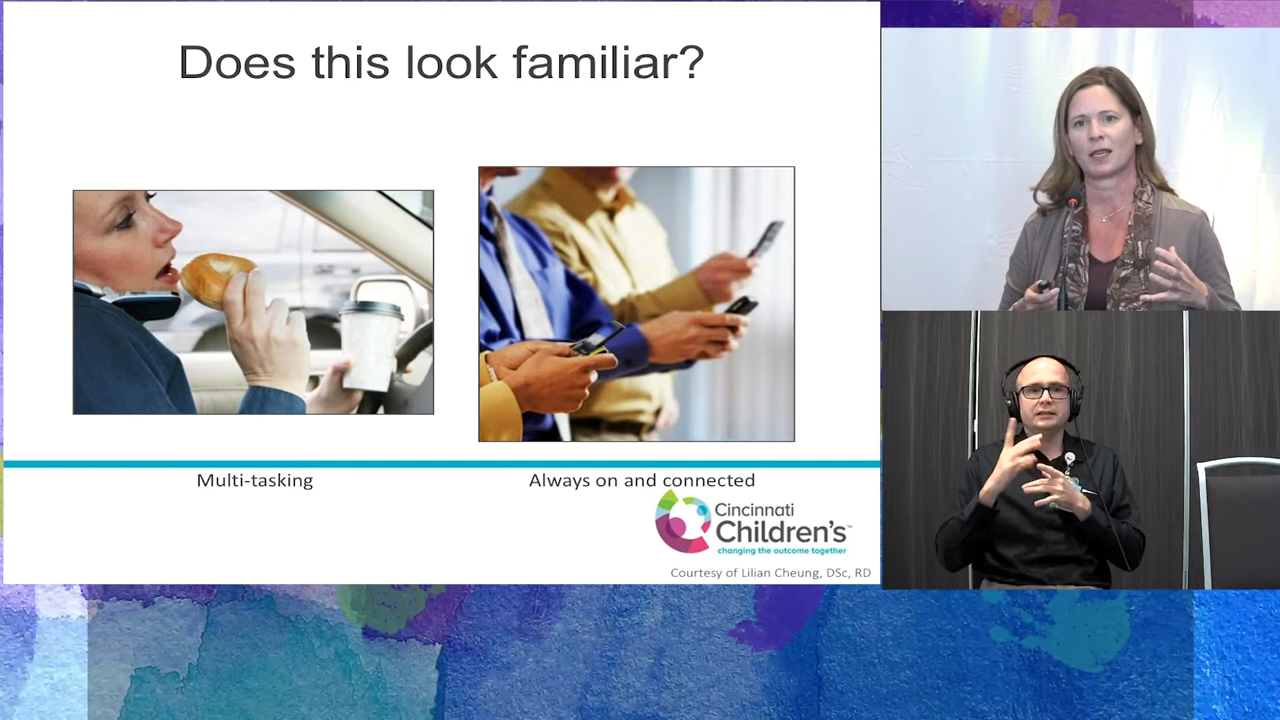 Does this look familiar?
Multi-tasking
Always on and connected
Cincinnati
Children's™
changing the outcome together
Courtesy of Lilian Cheung, DSc, RD